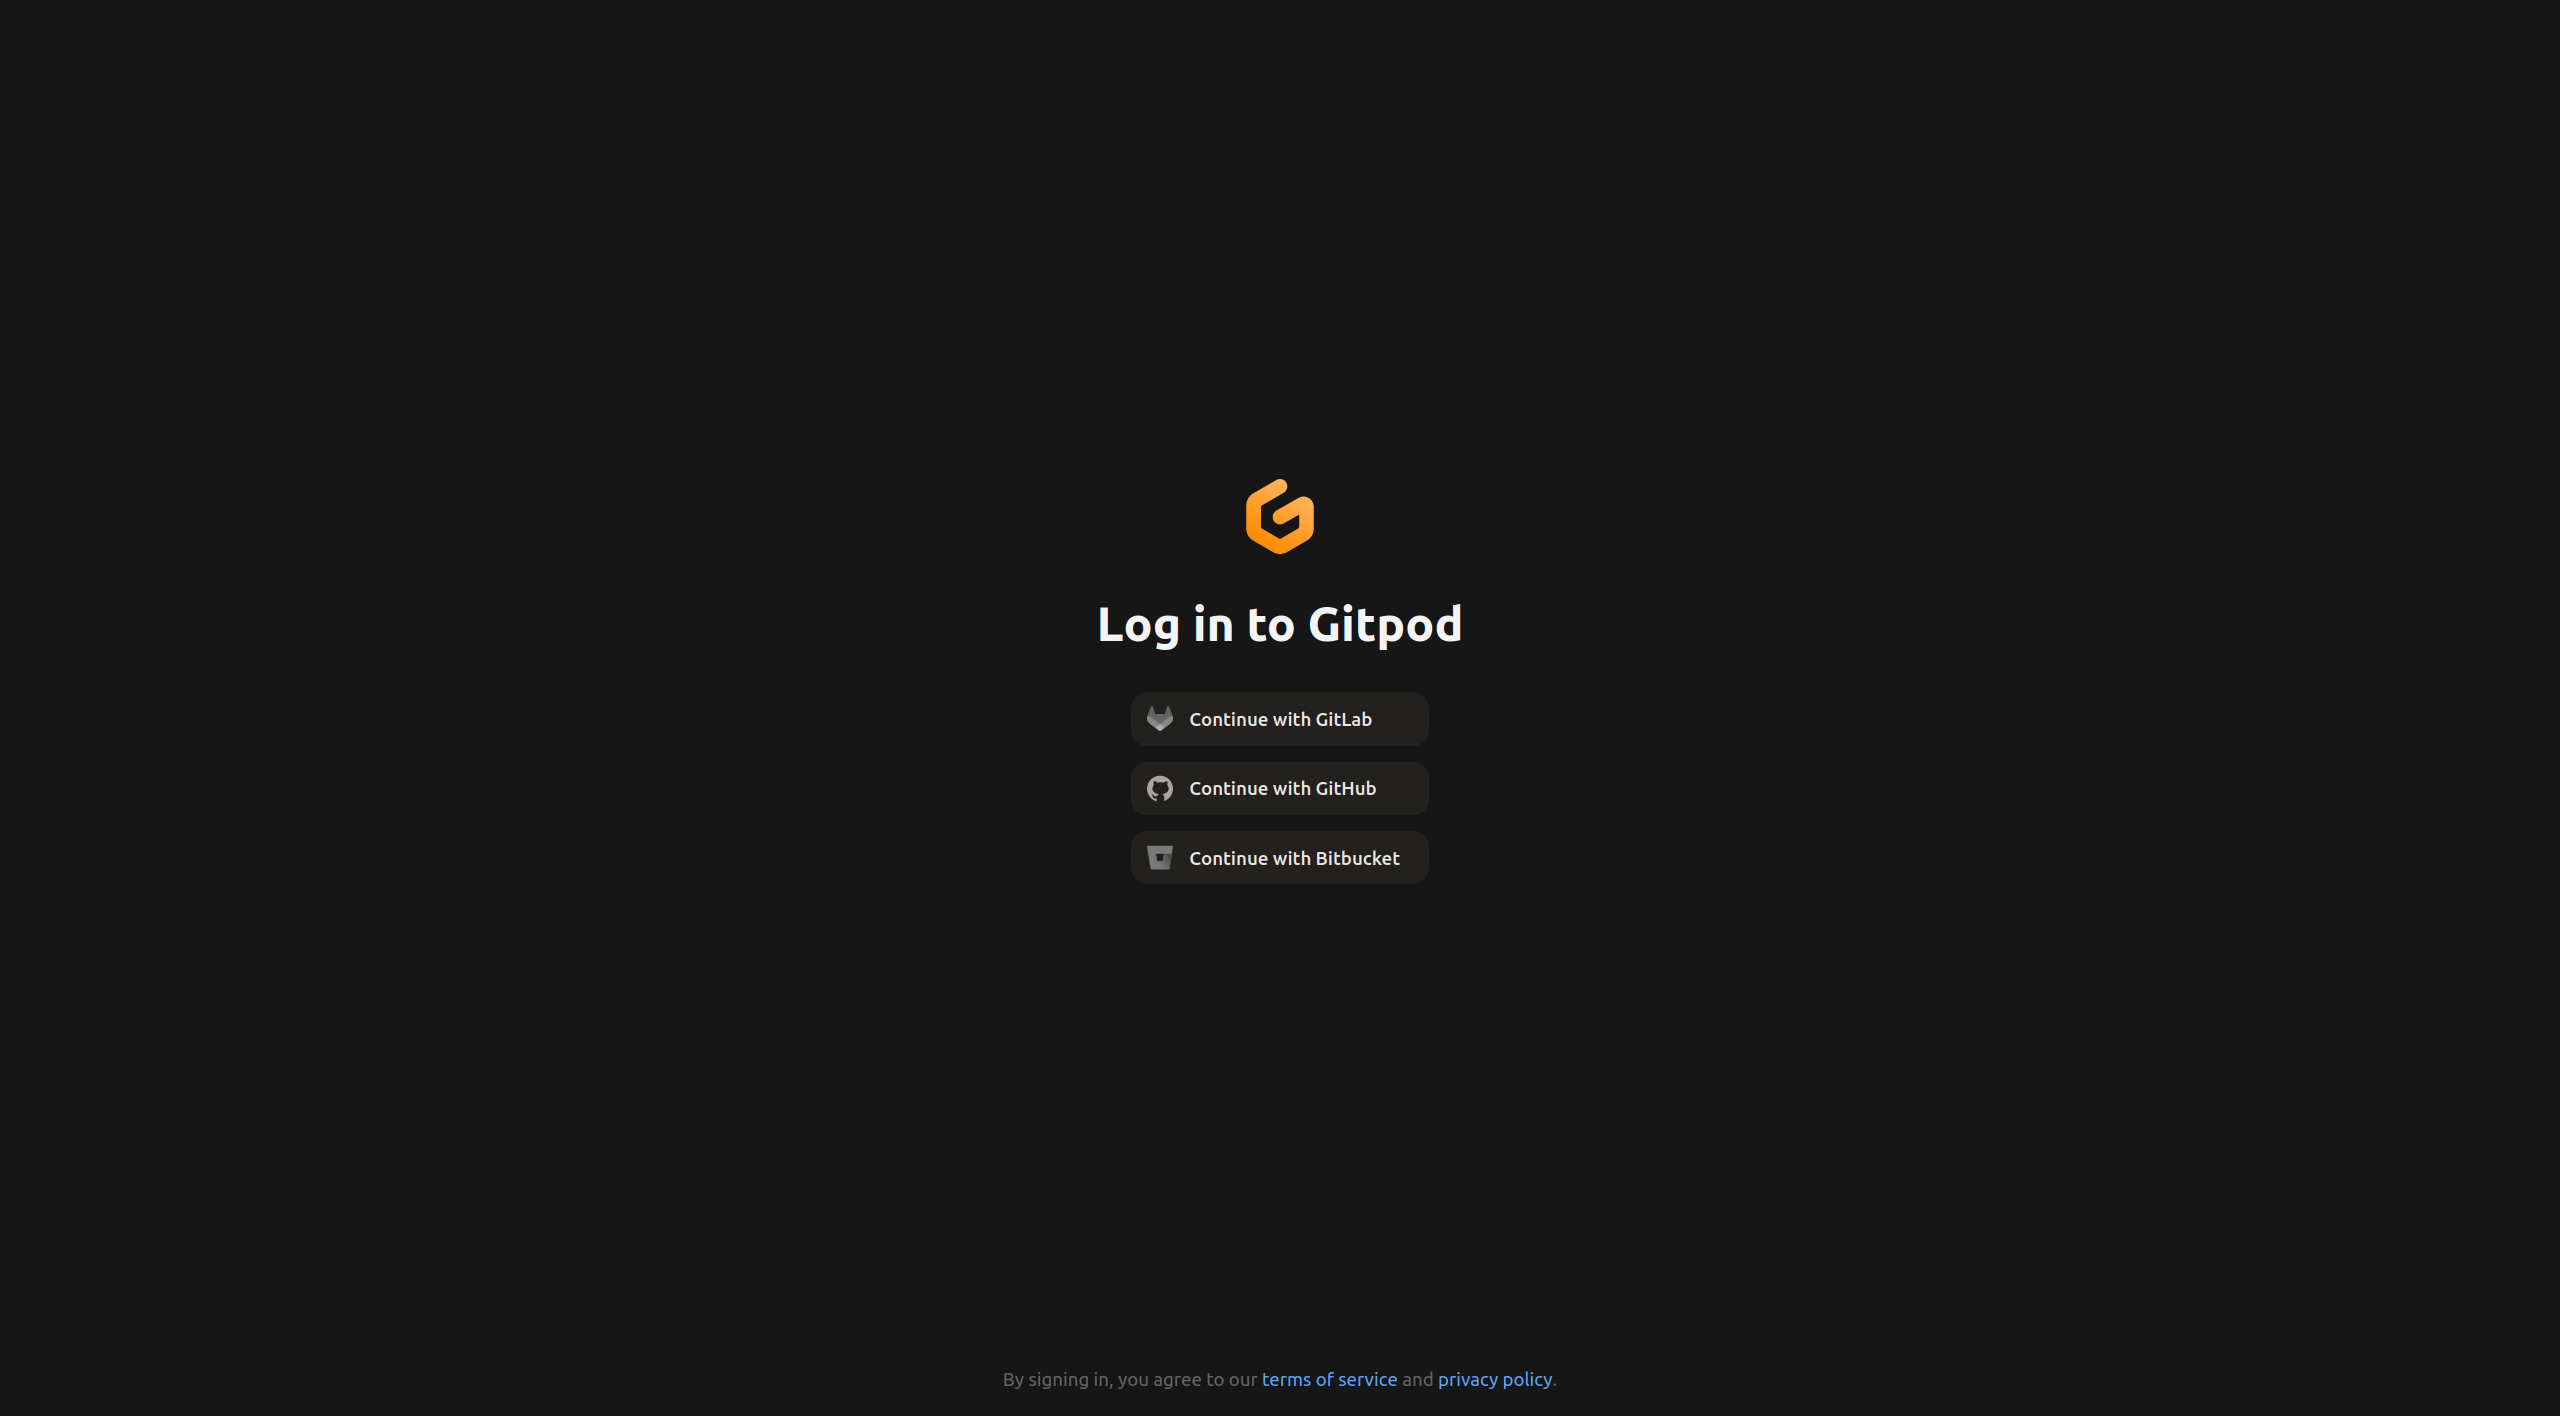 Log in to Gitpod
Continue with GitLab
Continue with GitHub
Continue with Bitbucket
By signing in, you agree to our terms of service and privacy policy.